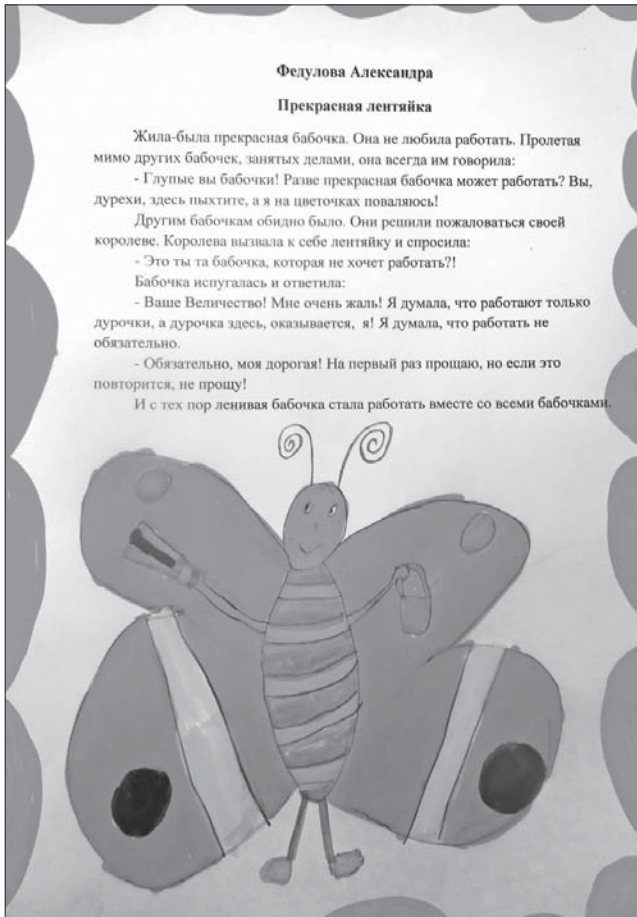 Федулова Александра
Прекрасная лентяйка
Жила-была прекрасная бабочка. Она не любила работать. Пролетая
мимо других бабочек, занятых делами, она всегда им говорила:
- Глупые вы бабочки! Разве прекрасная бабочка может работать? Вы,
дурехи, здесь пыхтите, а я на цветочках поваляюсь!
Другим бабочкам обидно было. Они решили пожаловаться своей
королеве. Королева вызвала к себе лентяйку и спросила:
- Это ты та бабочка, которая не хочет работать?!
Бабочка испугалась и ответила:
- Ваше Величество! Мне очень жаль! Я думала, что работают только
дурочки, а дурочка здесь, оказывается, я! Я думала, что работать не
обязательно.
- Обязательно, моя дорогая! На первый раз прощаю, но если это
повторится, не прощу!
И с тех пор ленивая бабочка стала работать вместе со всеми бабочками.